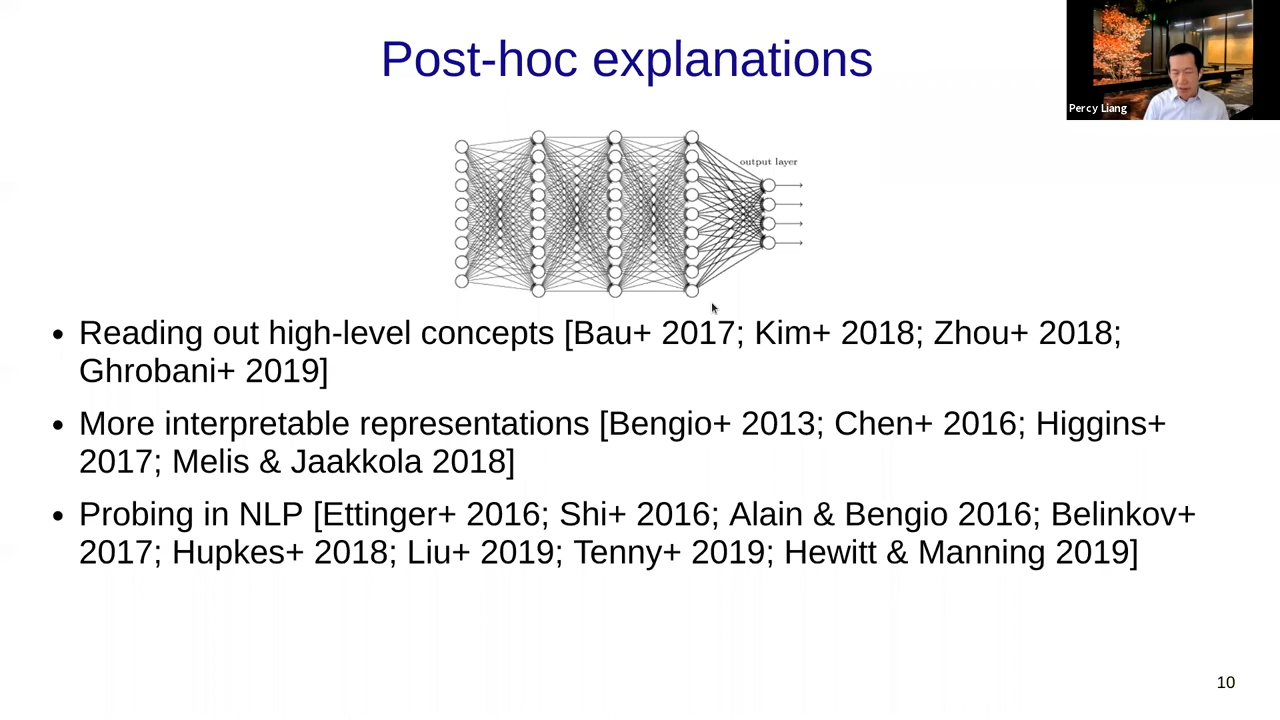 Post-hoc explanations
Percy Liang
output layer
• Reading out high-level concepts [Bau+ 2017; Kim+ 2018; Zhou+ 2018;
Ghrobani+ 2019]
• More interpretable representations [Bengio+ 2013; Chen+ 2016; Higgins+
2017; Melis & Jaakkola 2018]
• Probing in NLP [Ettinger+ 2016; Shi+ 2016; Alain & Bengio 2016; Belinkov+
2017; Hupkes+ 2018; Liu+ 2019; Tenny+ 2019; Hewitt & Manning 2019]
10